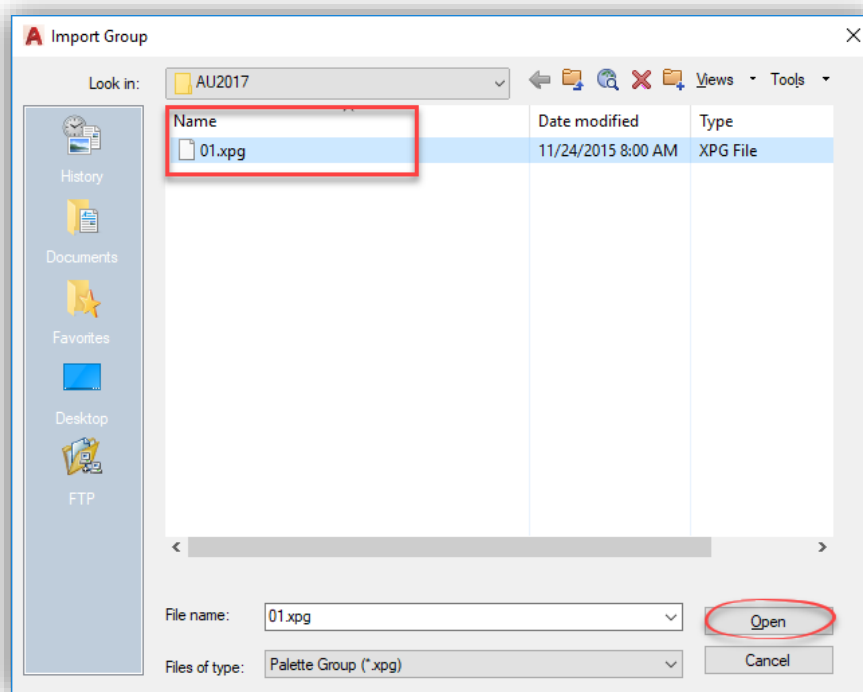 Import Group
Look in: AU2017 Views Tools
Name Date modified Type
01.xpg 11/24/2015 8:00 AM XPG File
History
Documents
Favorites
Desktop
FTP
File name: 01.xpg Open
Files of type: Palette Group (*.xpg) Cancel